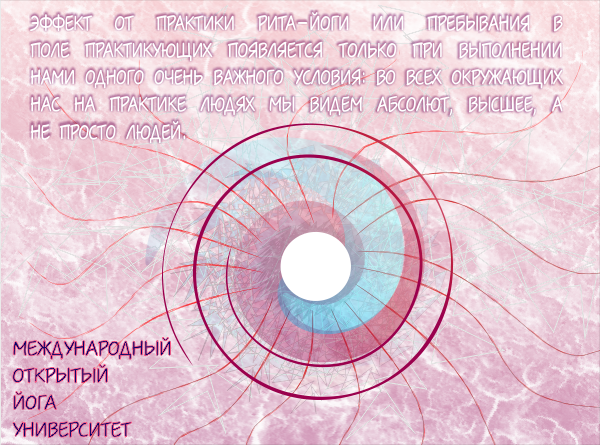 ЭФФЕКТ ОТ ПРАКТИКИ РИТА-ЙОГИ ИЛИ ПРЕБЫВАНИЯ В
ПОЛЕ ПРАКТИКУЮЩИХ ПОЯВЛЯЕТСЯ ТОЛЬКО ПРИ ВЫПОЛНЕНИИ
НАМИ ОДНОГО ОЧЕНЬ ВАЖНОГО УСЛОВИЯ: ВО ВСЕХ ОКРУЖАЮЩИХ
НАС НА ПРАКТИКЕ ЛЮДЯХ МЫ ВИДЕМ АБСОЛЮТ, ВЫСШЕЕ, А
НЕ ПРОСТО ЛЮДЕЙ.
МЕЖДУНАРОДНЫЙ
ОТКРЫТЫЙ
ЙОГА
УНИВЕРСИТЕТ